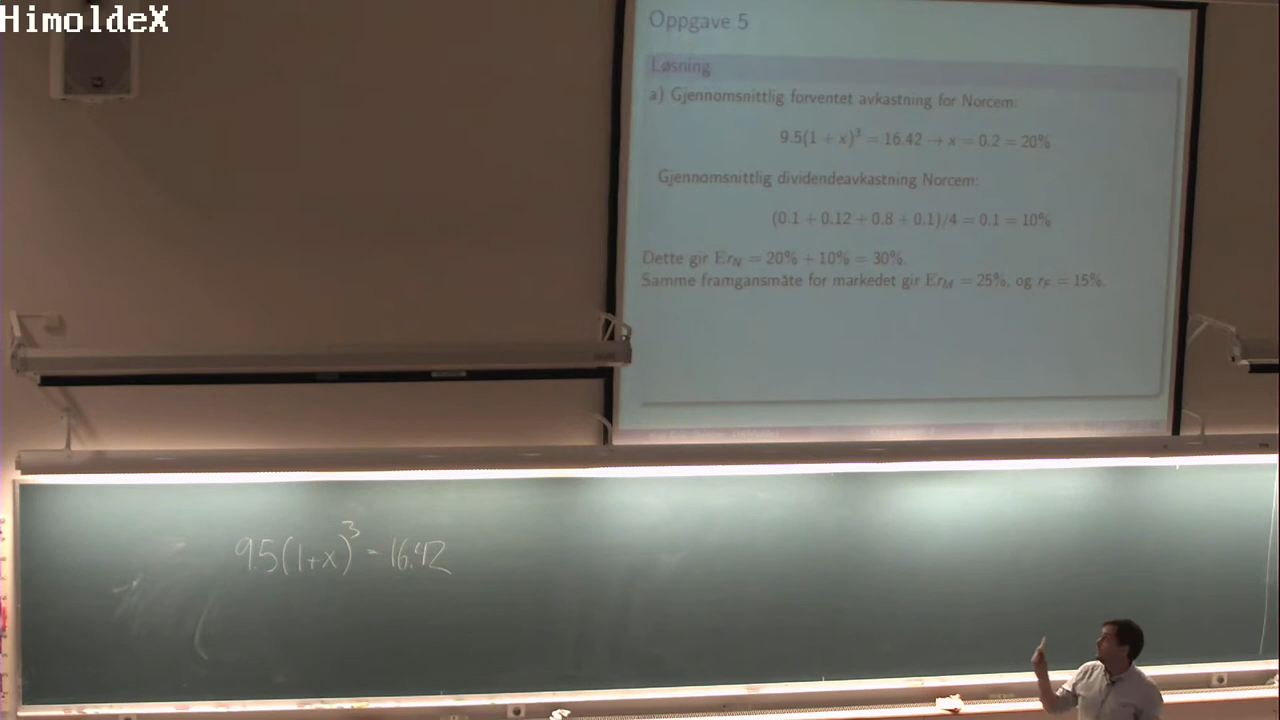 HimoldeX
Oppgave 5
Løsning
a) Gjennomsnittlig forventet avkastning for Norcem:
9.5(1 + x)³ = 16.42 → x = 0.2 = 20%
Gjennomsnittlig dividendeavkastning Norcem:
(0.1 + 0.12 + 0.8 + 0.1)/4 = 0.1 = 10%
Dette gir Er_N = 20% + 10% = 30%.
Samme framgansmåte for markedet gir Er_M = 25%, og r_F = 15%.
9.5(1+x)³ = 16.42